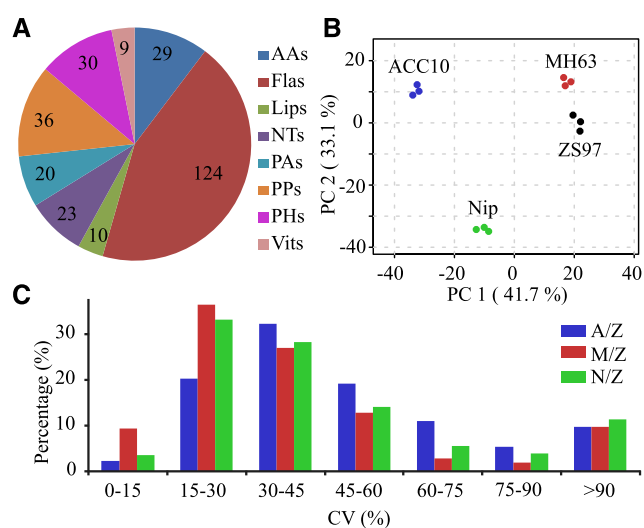 A
9
29
30
36
124
20
23
10
AAs
Flas
Lips
NTs
PAs
PPs
PHs
Vits
B
ACC10
MH63
ZS97
Nip
20
0
-20
-40
PC 2 ( 33.1 %)
-40
-20
0
20
40
PC 1 ( 41.7 %)
C
A/Z
M/Z
N/Z
30
20
10
0
Percentage (%)
0-15
15-30
30-45
45-60
60-75
75-90
>90
CV (%)